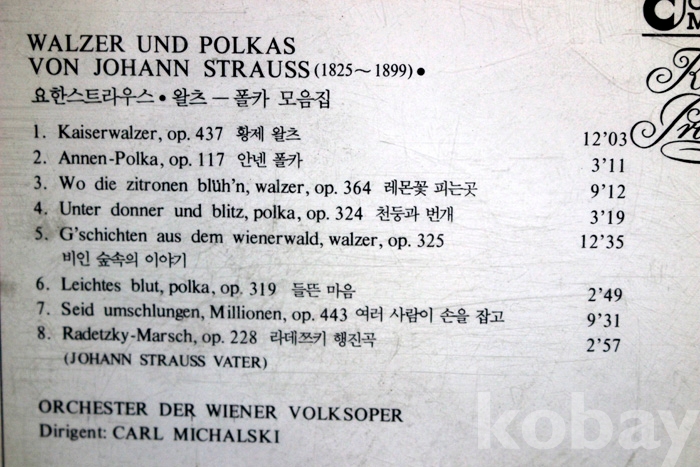 WALZER UND POLKAS
VON JOHANN STRAUSS (1825~1899) •
요한스트라우스 • 왈츠 — 폴카 모음집
1. Kaiserwalzer, op. 437 황제 왈츠 12'03
2. Annen-Polka, op. 117 안넨 폴카 3'11
3. Wo die zitronen blüh'n, walzer, op. 364 레몬꽃 피는곳 9'12
4. Unter donner und blitz, polka, op. 324 천둥과 번개 3'19
5. G'schichten aus dem wienerwald, walzer, op. 325 12'35
비인 숲속의 이야기
6. Leichtes blut, polka, op. 319 들뜬 마음 2'49
7. Seid umschlungen, Millionen, op. 443 여러 사람이 손을 잡고 9'31
8. Radetzky-Marsch, op. 228 라데쯔키 행진곡 2'57
(JOHANN STRAUSS VATER)
ORCHESTER DER WIENER VOLKSOPER
Dirigent: CARL MICHALSKI
kobay